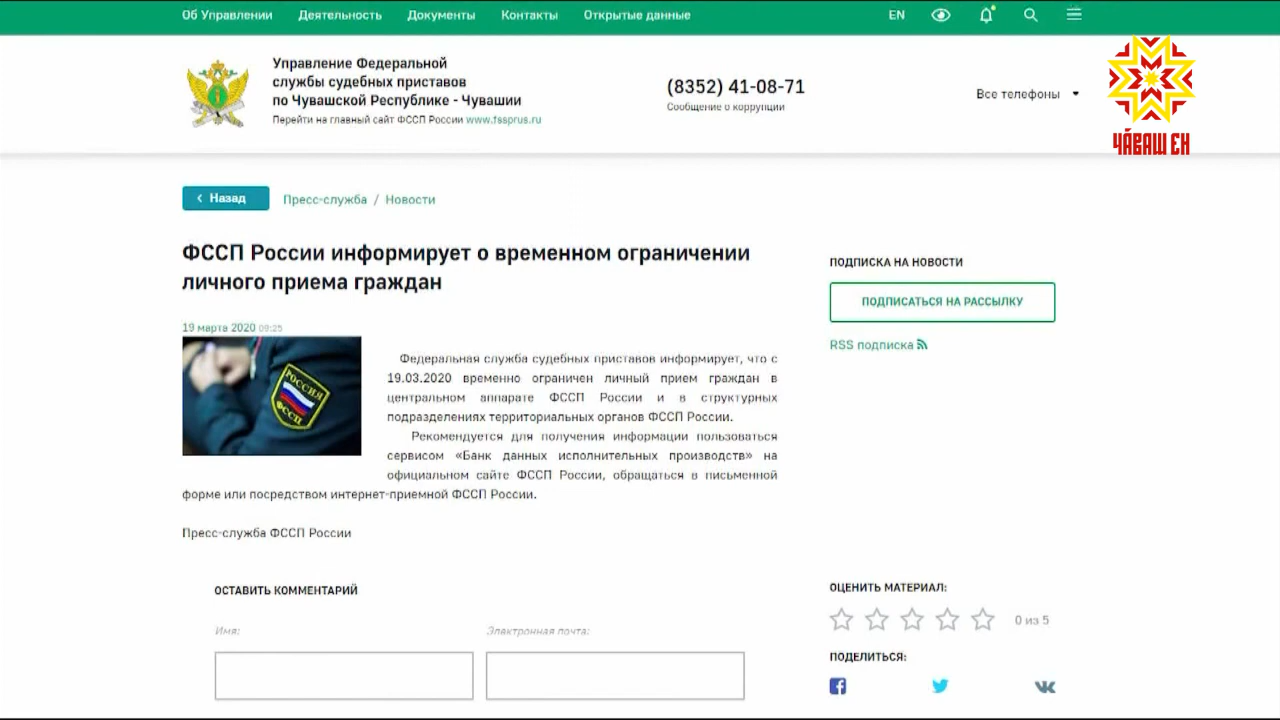 Об Управлении Деятельность Документы Контакты Открытые данные EN
Управление Федеральной
службы судебных приставов
по Чувашской Республике - Чувашии
Перейти на главный сайт ФССП России www.fssprus.ru
(8352) 41-08-71
Сообщение о коррупции
Все телефоны
ЧӐВАШ ЕН
Назад
Пресс-служба / Новости
ФССП России информирует о временном ограничении
личного приема граждан
19 марта 2020 09:25
РОССИЯ
ФССП
Федеральная служба судебных приставов информирует, что с
19.03.2020 временно ограничен личный прием граждан в
центральном аппарате ФССП России и в структурных
подразделениях территориальных органов ФССП России.
Рекомендуется для получения информации пользоваться
сервисом «Банк данных исполнительных производств» на
официальном сайте ФССП России, обращаться в письменной
форме или посредством интернет-приемной ФССП России.
Пресс-служба ФССП России
ПОДПИСКА НА НОВОСТИ
ПОДПИСАТЬСЯ НА РАССЫЛКУ
RSS подписка
ОСТАВИТЬ КОММЕНТАРИЙ
Имя:
Электронная почта:
ОЦЕНИТЬ МАТЕРИАЛ:
0 из 5
ПОДЕЛИТЬСЯ: